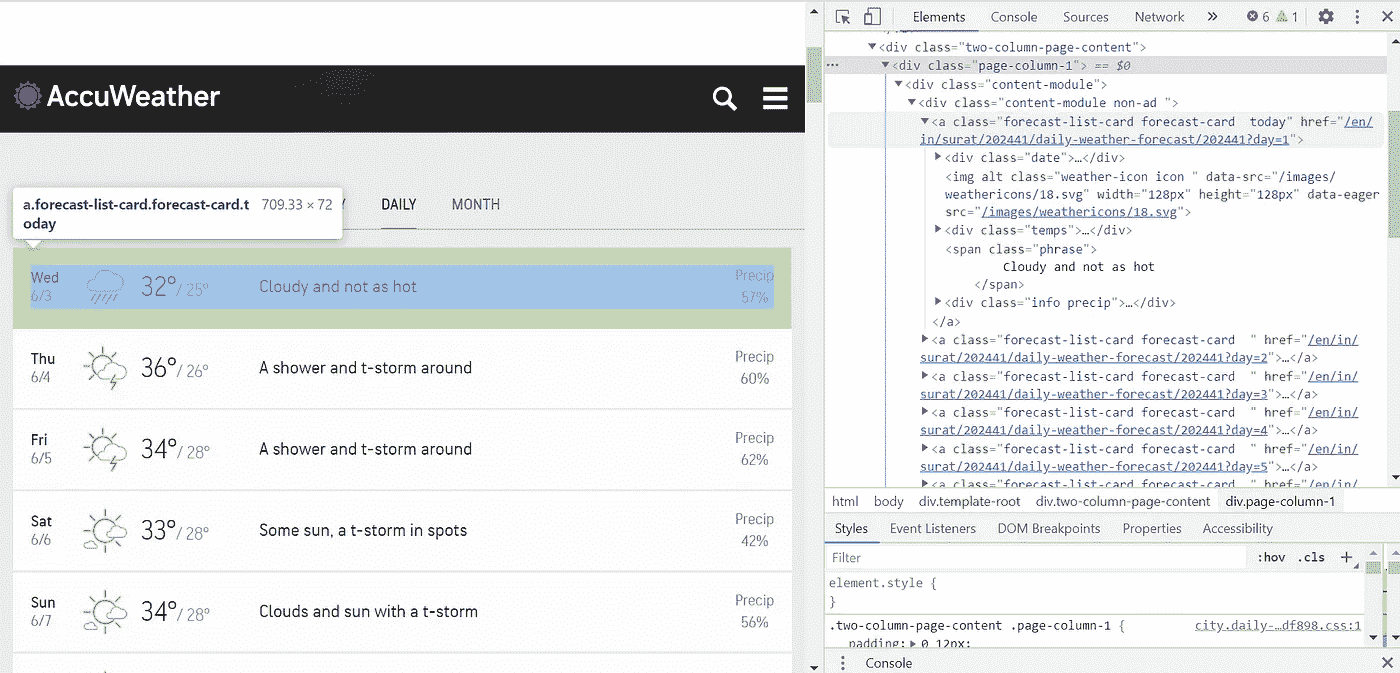 AccuWeather
a.forecast-list-card.forecast-card.t
oday
709.33 × 72
DAILY
MONTH
Wed
6/3
32°/ 25°
Cloudy and not as hot
Precip
57%
Thu
6/4
36°/ 26°
A shower and t-storm around
Precip
60%
Fri
6/5
34°/ 28°
A shower and t-storm around
Precip
62%
Sat
6/6
33°/ 28°
Some sun, a t-storm in spots
Precip
42%
Sun
6/7
34°/ 28°
Clouds and sun with a t-storm
Precip
56%
Elements Console Sources Network » 6 1
<div class="two-column-page-content">
<div class="page-column-1"> == $0
<div class="content-module">
<div class="content-module non-ad ">
<a class="forecast-list-card forecast-card  today" href="/en/
in/surat/202441/daily-weather-forecast/202441?day=1">
<div class="date">…</div>
<img alt class="weather-icon icon " data-src="/images/
weathericons/18.svg" width="128px" height="128px" data-eager
src="/images/weathericons/18.svg">
<div class="temps">…</div>
<span class="phrase">
Cloudy and not as hot
</span>
<div class="info precip">…</div>
</a>
<a class="forecast-list-card forecast-card  " href="/en/in/
surat/202441/daily-weather-forecast/202441?day=2">…</a>
<a class="forecast-list-card forecast-card  " href="/en/in/
surat/202441/daily-weather-forecast/202441?day=3">…</a>
<a class="forecast-list-card forecast-card  " href="/en/in/
surat/202441/daily-weather-forecast/202441?day=4">…</a>
<a class="forecast-list-card forecast-card  " href="/en/in/
surat/202441/daily-weather-forecast/202441?day=5">…</a>
<a class="forecast-list-card forecast-card  " href="/en/in/
html body div.template-root div.two-column-page-content div.page-column-1
Styles Event Listeners DOM Breakpoints Properties Accessibility
Filter :hov .cls +
element.style {
}
.two-column-page-content .page-column-1 { city.daily-…df898.css:1
padding: 0 12px;
Console